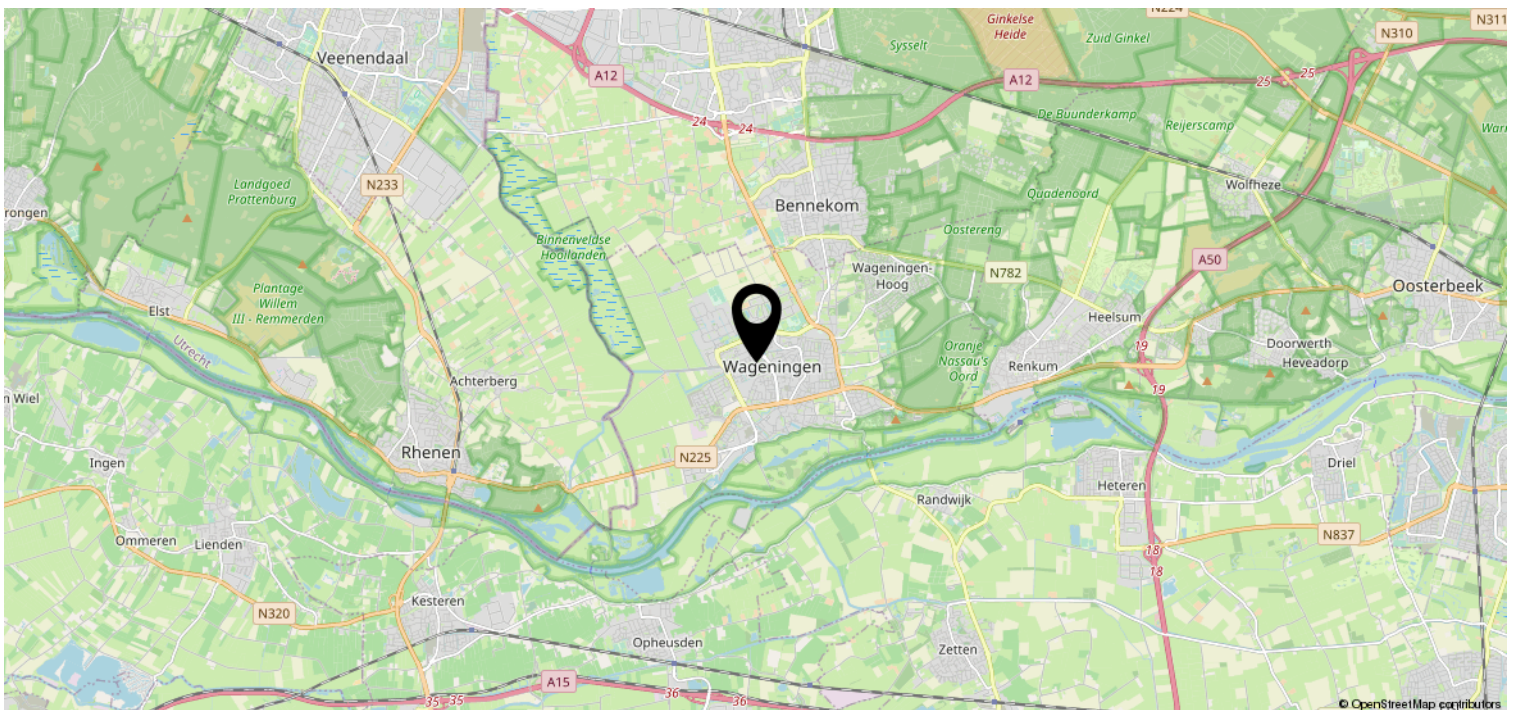 N224
Ginkelse
Heide
N311
N310
Sysselt
Zuid Ginkel
Veenendaal
A12
A12
25
25
24
24
De Buunderkamp
Reijerscamp
Landgoed
Prattenburg
N233
Quadenoord
Wolfheze
rongen
Bennekom
Oostereng
Binnenveldse
Hooilanden
A50
Wageningen-
Hoog
N782
Oosterbeek
Plantage
Willem
III - Remmerden
Elst
Heelsum
Utrecht
Oranje
Nassau's
Oord
19
Doorwerth
Heveadorp
Wageningen
Renkum
Achterberg
19
n Wiel
Rhenen
N225
Ingen
Driel
Heteren
Randwijk
Ommeren
Lienden
N837
18
18
Kesteren
N320
Opheusden
Zetten
A15
35
35
36
36
© OpenStreetMap contributors